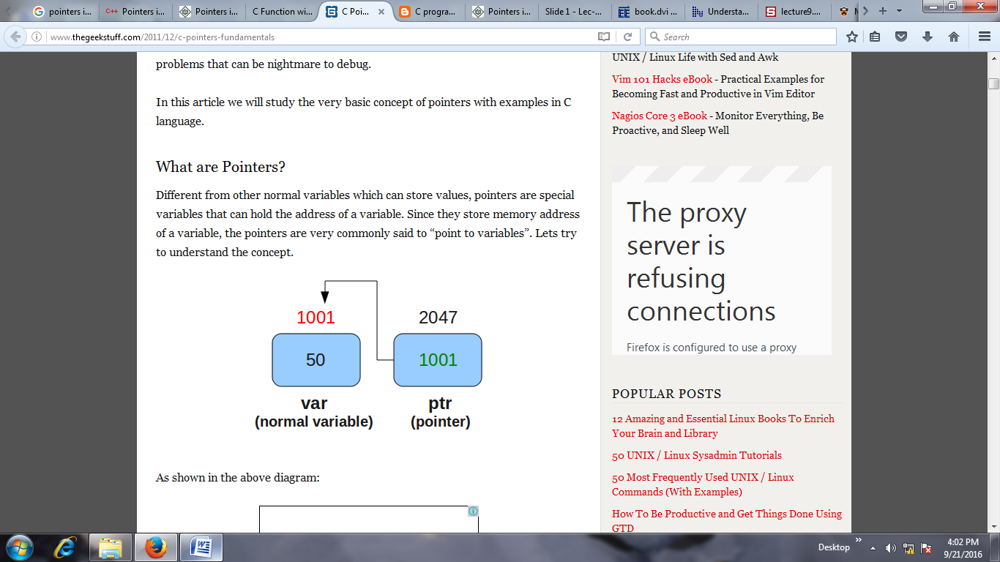 pointers i...
Pointers i...
Pointers i...
C Function wi...
C Poi...
C progra...
Pointers i...
Slide 1 - Lec-...
book.dvi ...
Understa...
lecture9....
www.thegeekstuff.com/2011/12/c-pointers-fundamentals
Search
problems that can be nightmare to debug.
In this article we will study the very basic concept of pointers with examples in C
language.
What are Pointers?
Different from other normal variables which can store values, pointers are special
variables that can hold the address of a variable. Since they store memory address
of a variable, the pointers are very commonly said to “point to variables”. Lets try
to understand the concept.
1001
2047
50
1001
var
(normal variable)
ptr
(pointer)
As shown in the above diagram:
UNIX / Linux Life with Sed and Awk
Vim 101 Hacks eBook - Practical Examples for
Becoming Fast and Productive in Vim Editor
Nagios Core 3 eBook - Monitor Everything, Be
Proactive, and Sleep Well
The proxy
server is
refusing
connections
Firefox is configured to use a proxy
POPULAR POSTS
12 Amazing and Essential Linux Books To Enrich
Your Brain and Library
50 UNIX / Linux Sysadmin Tutorials
50 Most Frequently Used UNIX / Linux
Commands (With Examples)
How To Be Productive and Get Things Done Using
GTD
Desktop
4:02 PM
9/21/2016